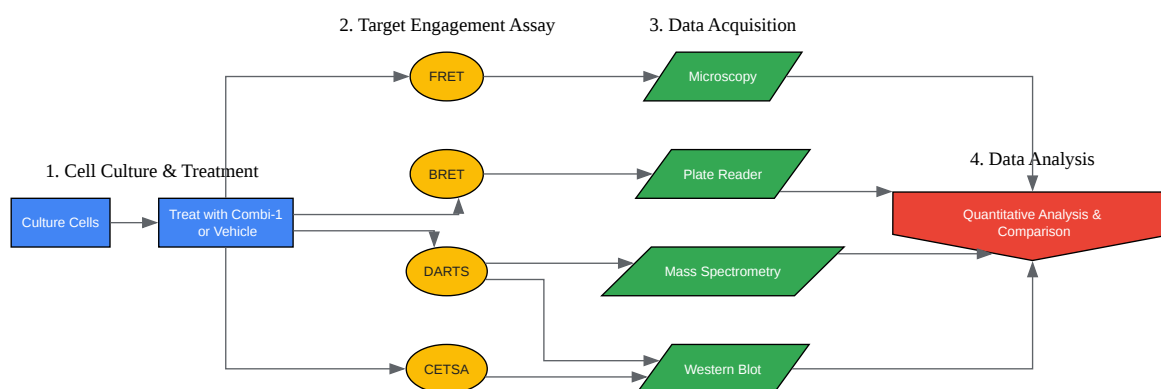 2. Target Engagement Assay
3. Data Acquisition
FRET
Microscopy
1. Cell Culture & Treatment
4. Data Analysis
BRET
Plate Reader
Culture Cells
Treat with Combi-1
or Vehicle
Quantitative Analysis &
Comparison
DARTS
Mass Spectrometry
CETSA
Western Blot